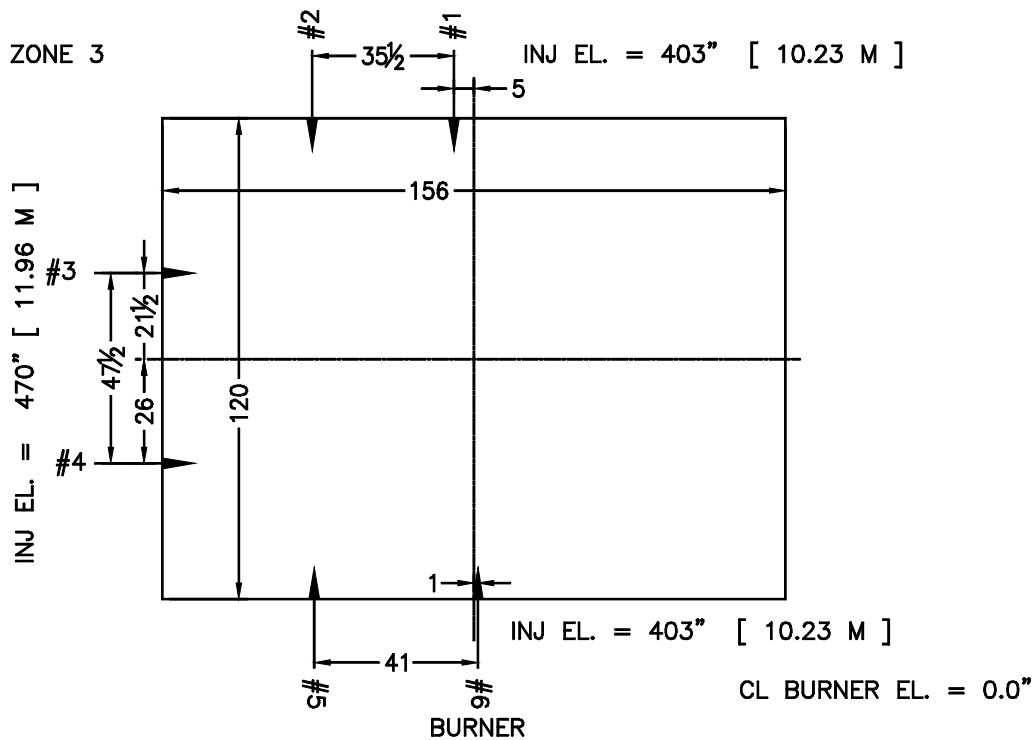 #2
#1
ZONE 3
35½
INJ EL. = 403" [ 10.23 M ]
5
156
INJ EL. = 470" [ 11.96 M ]
#3
21½
47½
26
120
#4
1
INJ EL. = 403" [ 10.23 M ]
41
#5
#6
CL BURNER EL. = 0.0"
BURNER